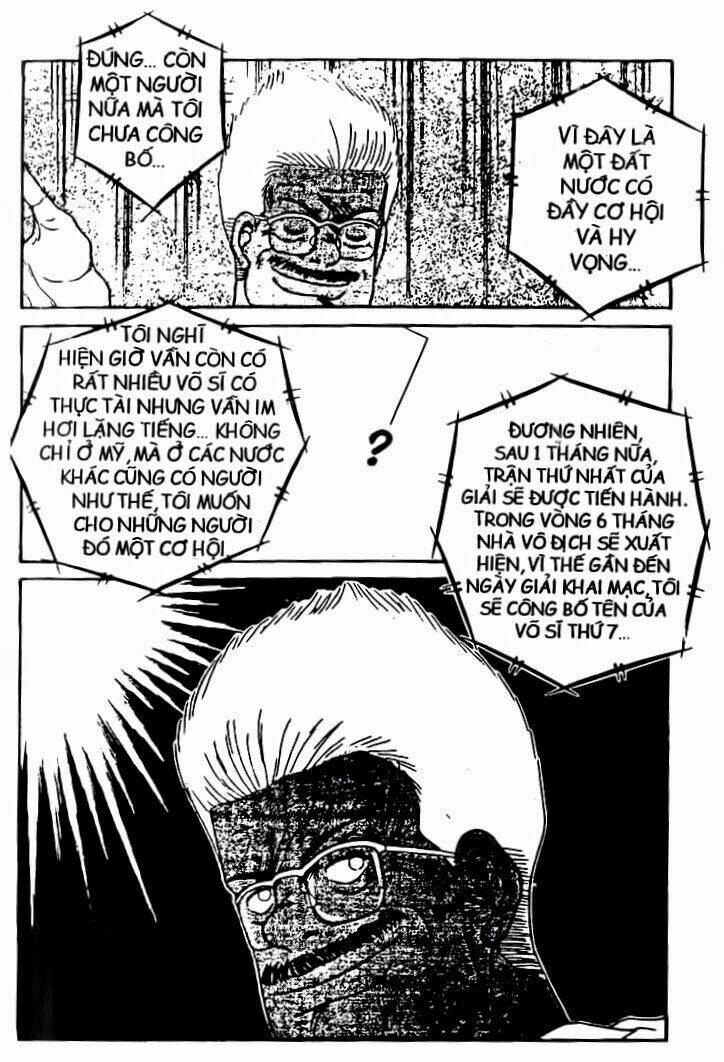 ĐÚNG... CÒN
MỘT NGƯỜI
NỮA MÀ TÔI
CHƯA CÔNG
BỐ...
VÌ ĐÂY LÀ
MỘT ĐẤT
NƯỚC CÓ
ĐẦY CƠ HỘI
VÀ HY
VỌNG...
TÔI NGHĨ
HIỆN GIỜ VẪN CÒN CÓ
RẤT NHIỀU VÕ SĨ CÓ
THỰC TÀI NHƯNG VẪN IM
HƠI LẶNG TIẾNG... KHÔNG
CHỈ Ở MỸ, MÀ Ở CÁC NƯỚC
KHÁC CŨNG CÓ NGƯỜI
NHƯ THẾ, TÔI MUỐN
CHO NHỮNG NGƯỜI
ĐÓ MỘT CƠ HỘI.
?
ĐƯƠNG NHIÊN,
SAU 1 THÁNG NỮA,
TRẬN THỨ NHẤT CỦA
GIẢI SẼ ĐƯỢC TIẾN HÀNH.
TRONG VÒNG 6 THÁNG
NHÀ VÔ ĐỊCH SẼ XUẤT
HIỆN, VÌ THẾ GẦN ĐẾN
NGÀY GIẢI KHAI MẠC, TÔI
SẼ CÔNG BỐ TÊN CỦA
VÕ SĨ THỨ 7...